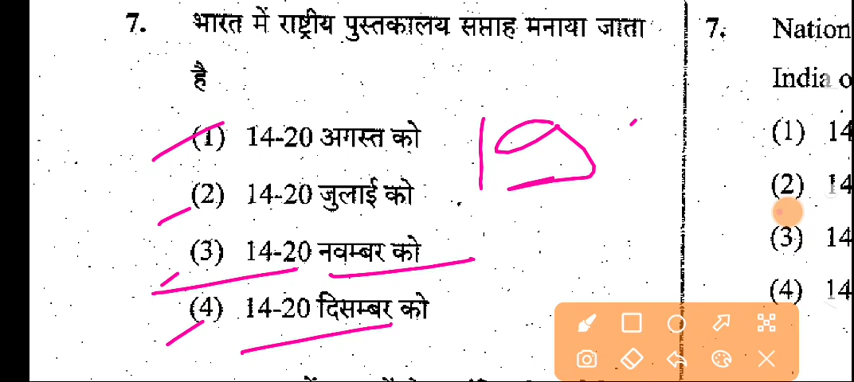 7. भारत में राष्ट्रीय पुस्तकालय सप्ताह मनाया जाता
है
(1) 14-20 अगस्त को
(2) 14-20 जुलाई को
(3) 14-20 नवम्बर को
(4) 14-20 दिसम्बर को
7. Nation
India o
(1) 14
(2) 14
(3) 14
(4) 14